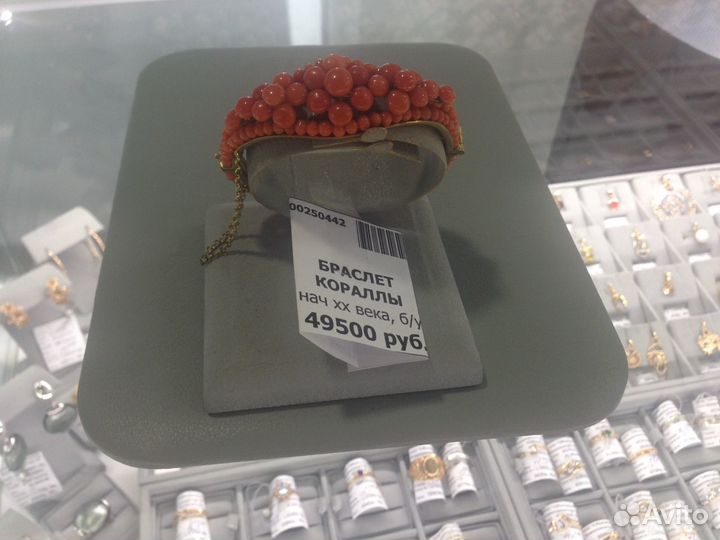 00250442
БРАСЛЕТ
КОРАЛЛЫ
нач хх века, б/у
49500 руб.
Avito